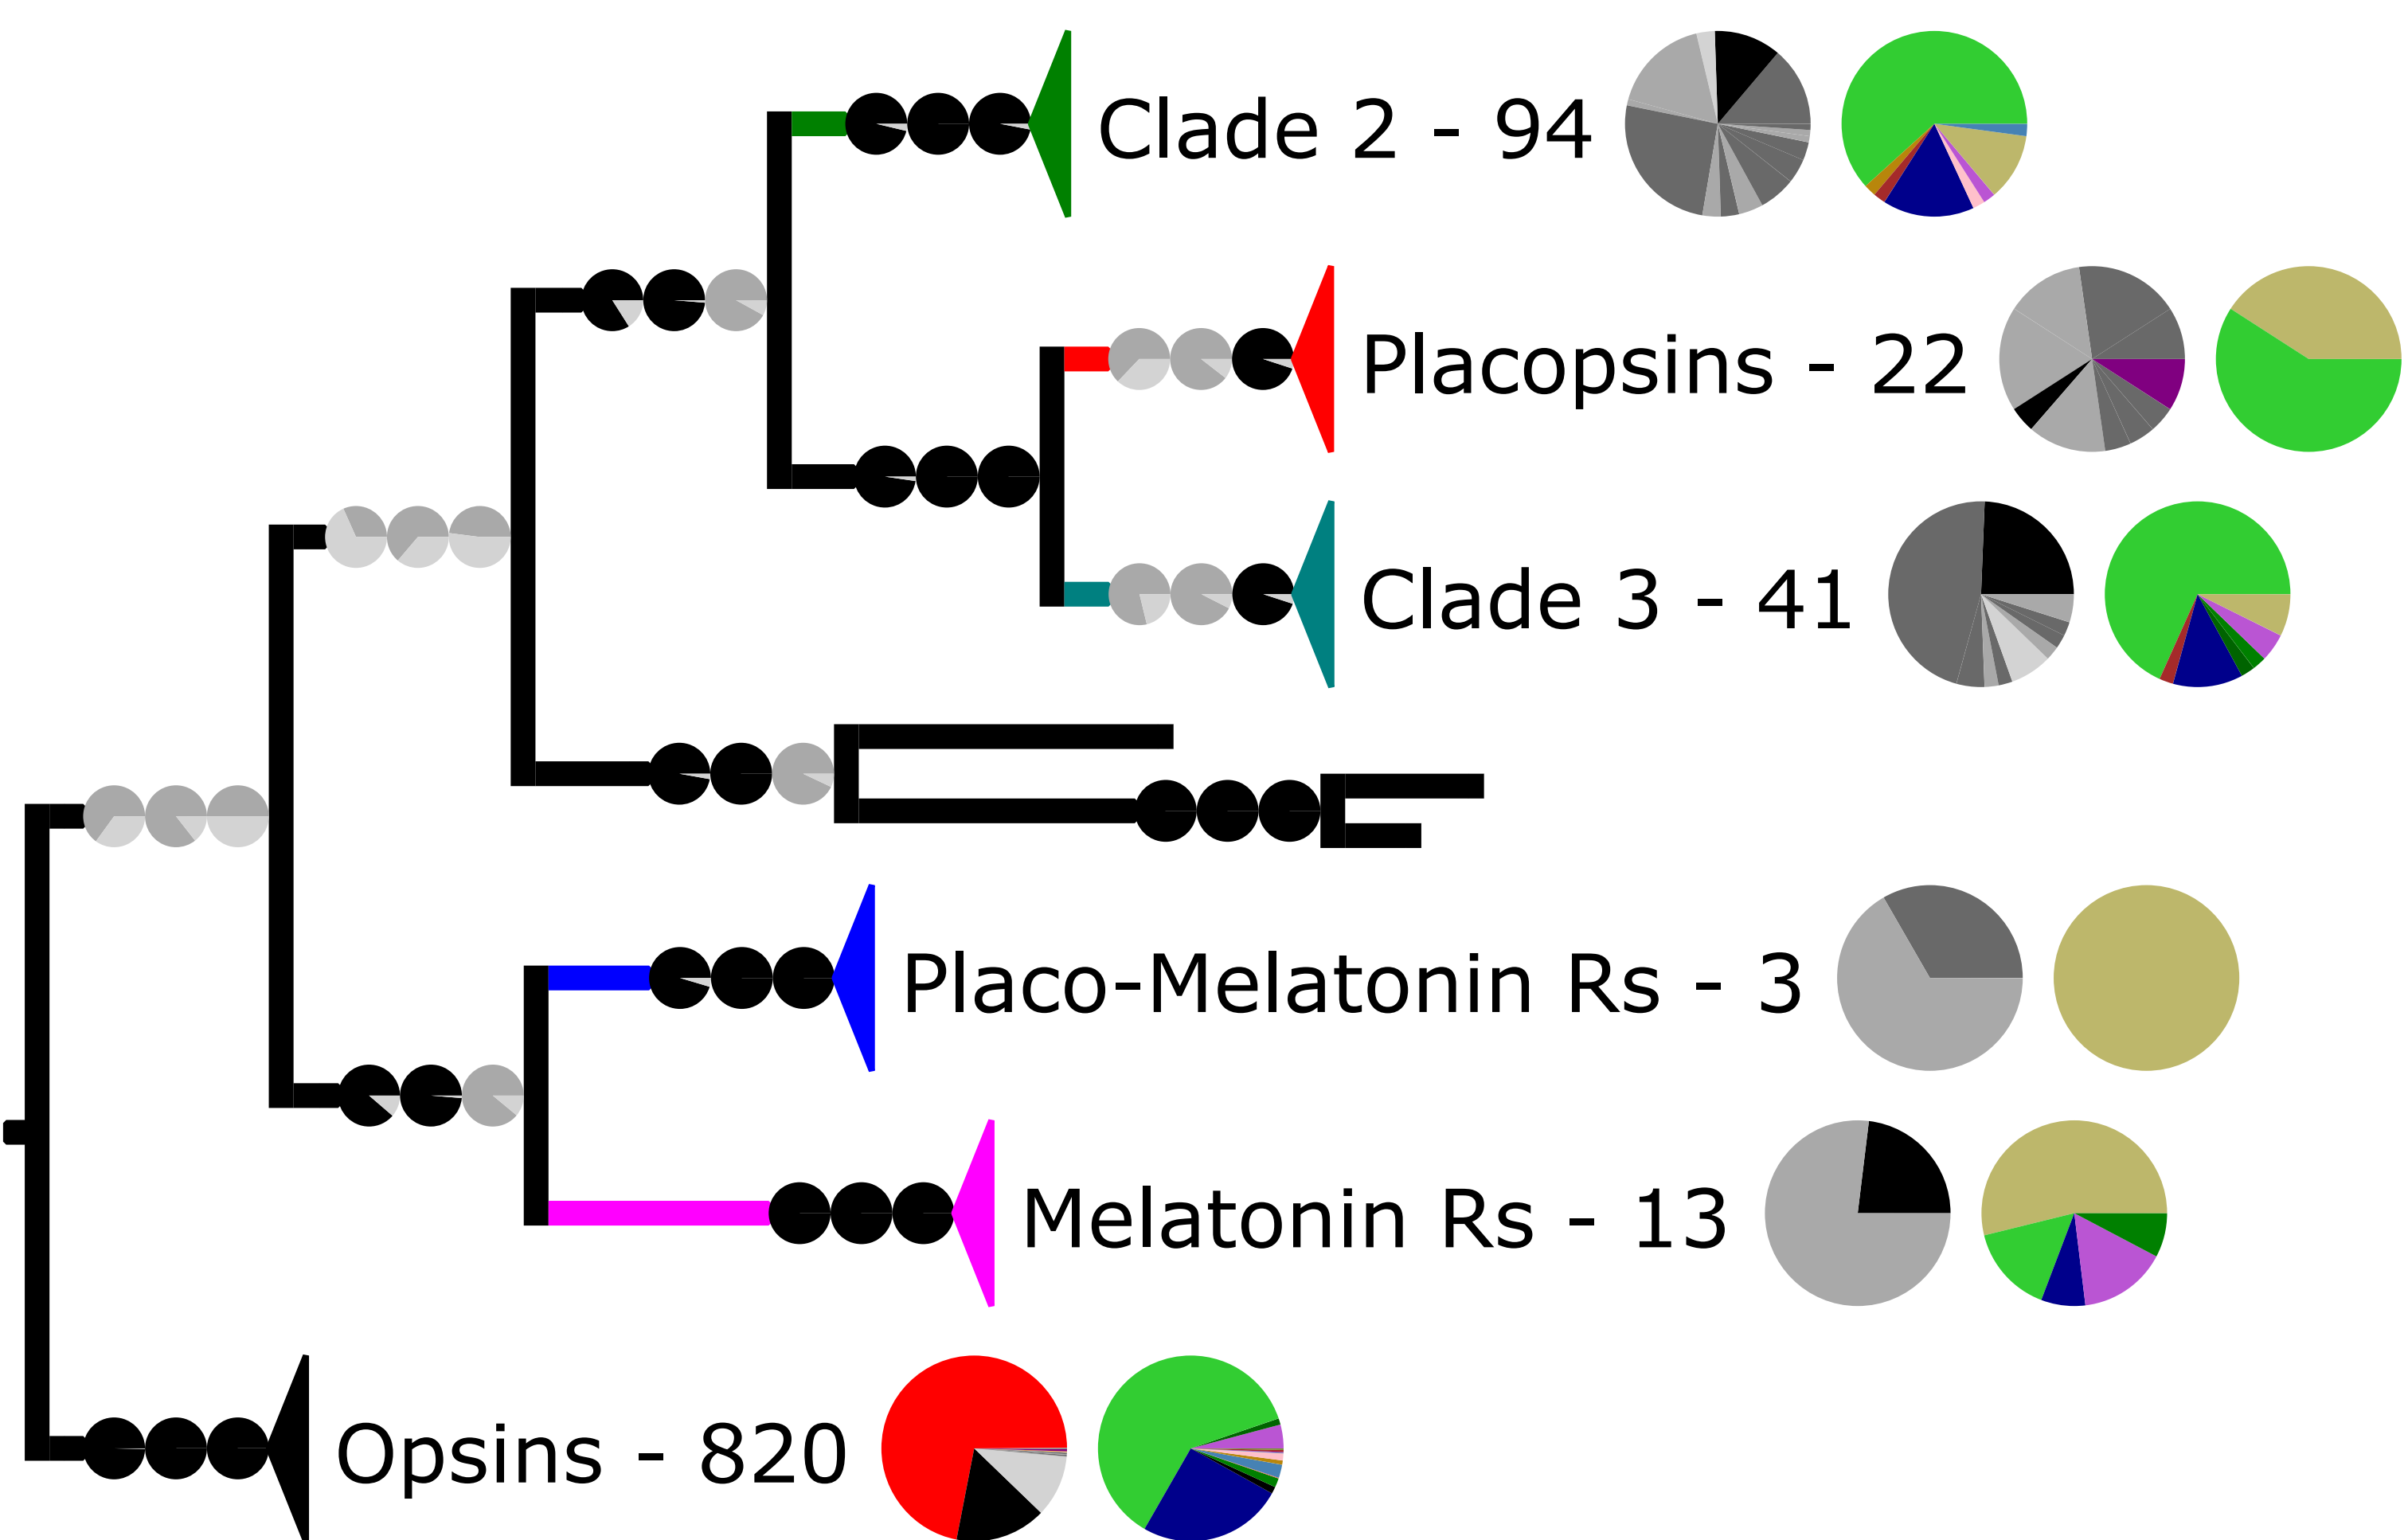 Clade 2 - 94
Placopsins - 22
Clade 3 - 41
Placo-Melatonin Rs - 3
Melatonin Rs - 13
Opsins - 820